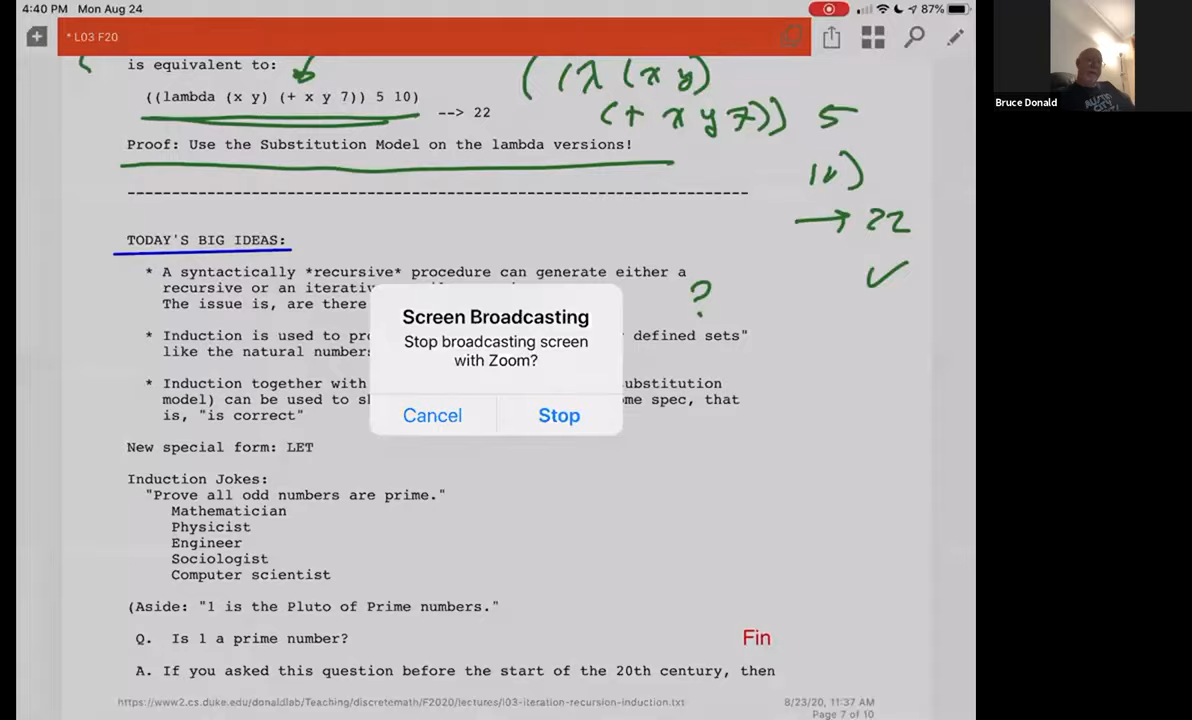 4:40 PM Mon Aug 24
87%
* L03 F20
Bruce Donald
is equivalent to:
((lambda (x y) (+ x y 7)) 5 10)
--> 22
((λ (x y)
(+ x y 7)) 5
10)
→ 22
✓
Proof: Use the Substitution Model on the lambda versions!
-----------------------------------------------------------------------
TODAY'S BIG IDEAS:
* A syntactically *recursive* procedure can generate either a
recursive or an
The issue is, are there
?
* Induction is used to defined sets"
like the natural
* Induction together with
model) can be used to spec, that
is, "is correct"
Screen Broadcasting
Stop broadcasting screen
with Zoom?
Cancel
Stop
New special form: LET
Induction Jokes:
"Prove all odd numbers are prime."
Mathematician
Physicist
Engineer
Sociologist
Computer scientist
(Aside: "1 is the Pluto of Prime numbers."
Q. Is 1 a prime number?
Fin
A. If you asked this question before the start of the 20th century, then
https://www2.cs.duke.edu/donaldlab/Teaching/discretemath/F2020/lectures/l03-iteration-recursion-induction.txt
8/23/20, 11:37 AM
Page 7 of 10